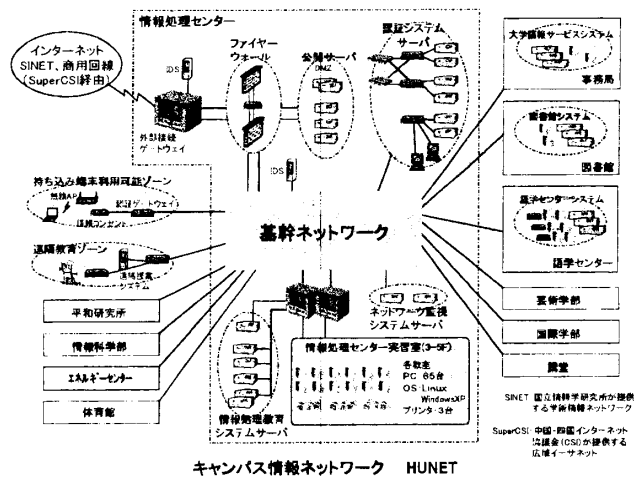 情報処理センター
インターネット
SINET、商用回線
(SuperCSI経由)
IDS
ファイヤー
ウォール
公開サーバ
DMZ
認証システム
サーバ
大学情報サービスシステム
事務局
外部接続
ゲートウェイ
図書館システム
図書館
IDS
持ち込み端末利用可能ゾーン
無線AP
認証ゲートウェイ
情報コンセント
基幹ネットワーク
語学センターシステム
語学センター
遠隔教育ゾーン
遠隔授業
システム
平和研究所
情報科学部
エネルギーセンター
体育館
ネットワーク監視
システムサーバ
芸術学部
国際学部
講堂
情報処理教育
システムサーバ
情報処理センター実習室(3-5F)
各教室
PC 65台
OS Linux
WindowsXP
プリンタ 3台
SINET 国立情報学研究所が提供
する学術情報ネットワーク
SuperCSI 中国・四国インターネット
協議会(CSI)が提供する
広域イーサネット
キャンパス情報ネットワーク HUNET